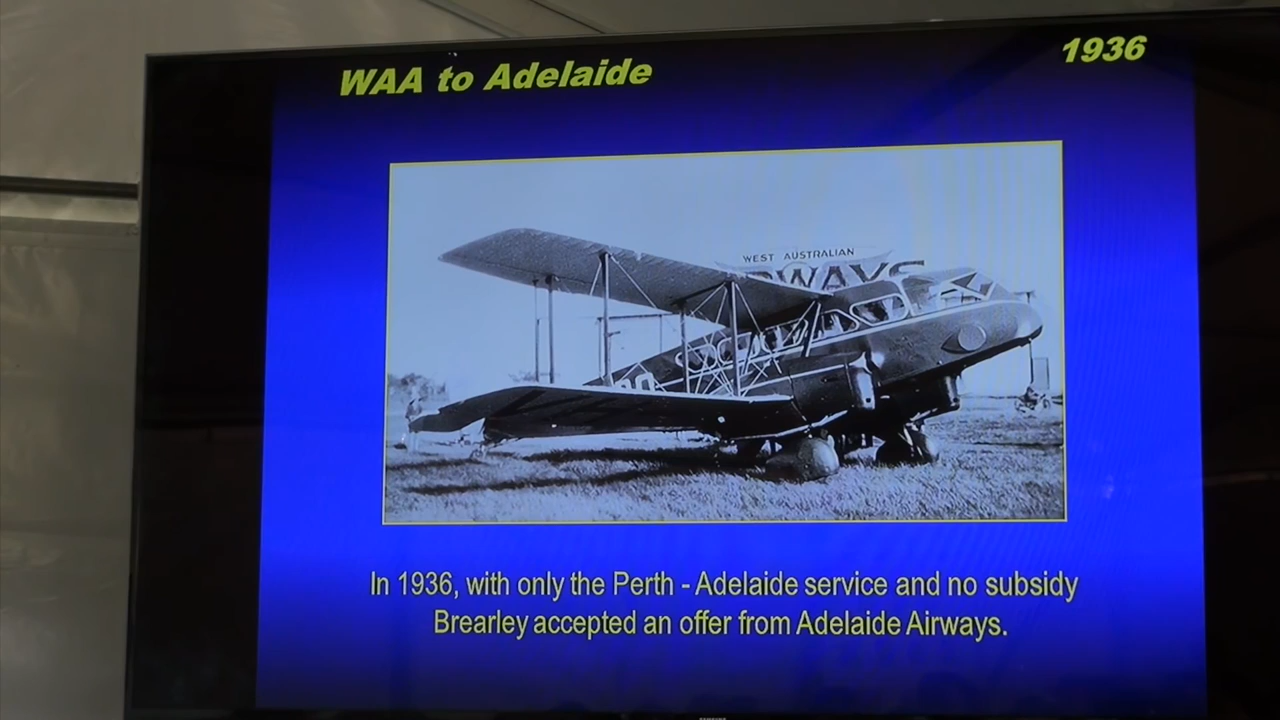 WAA to Adelaide
1936
WEST AUSTRALIAN
In 1936, with only the Perth - Adelaide service and no subsidy
Brearley accepted an offer from Adelaide Airways.
SAMSUNG